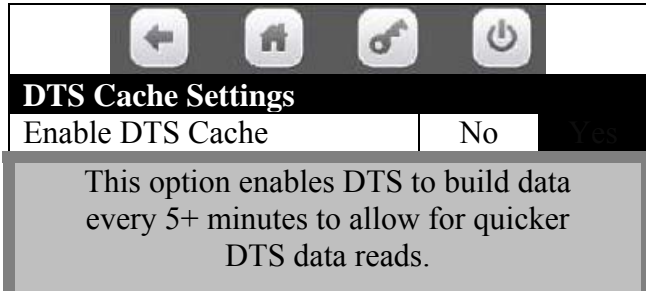 DTS Cache Settings
Enable DTS Cache No Yes
This option enables DTS to build data
every 5+ minutes to allow for quicker
DTS data reads.